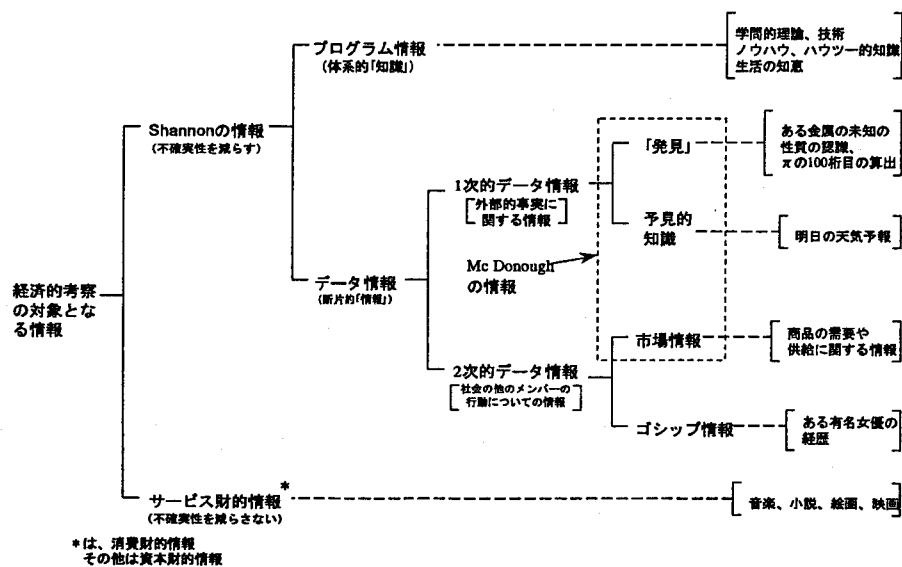 プログラム情報
(体系的「知識」)
学問的理論、技術
ノウハウ、ハウツー的知識
生活の知恵
Shannonの情報
(不確実性を減らす)
「発見」
ある金属の未知の
性質の認識、
πの100桁目の算出
1次的データ情報
外部的事実に
関する情報
予見的
知識
明日の天気予報
Mc Donough
の情報
データ情報
(断片的「情報」)
経済的考察
の対象とな
る情報
市場情報
商品の需要や
供給に関する情報
2次的データ情報
社会の他のメンバーの
行動についての情報
ゴシップ情報
ある有名女優の
経歴
サービス財的情報*
(不確実性を減らさない)
音楽、小説、絵画、映画
*は、消費財的情報
その他は資本財的情報